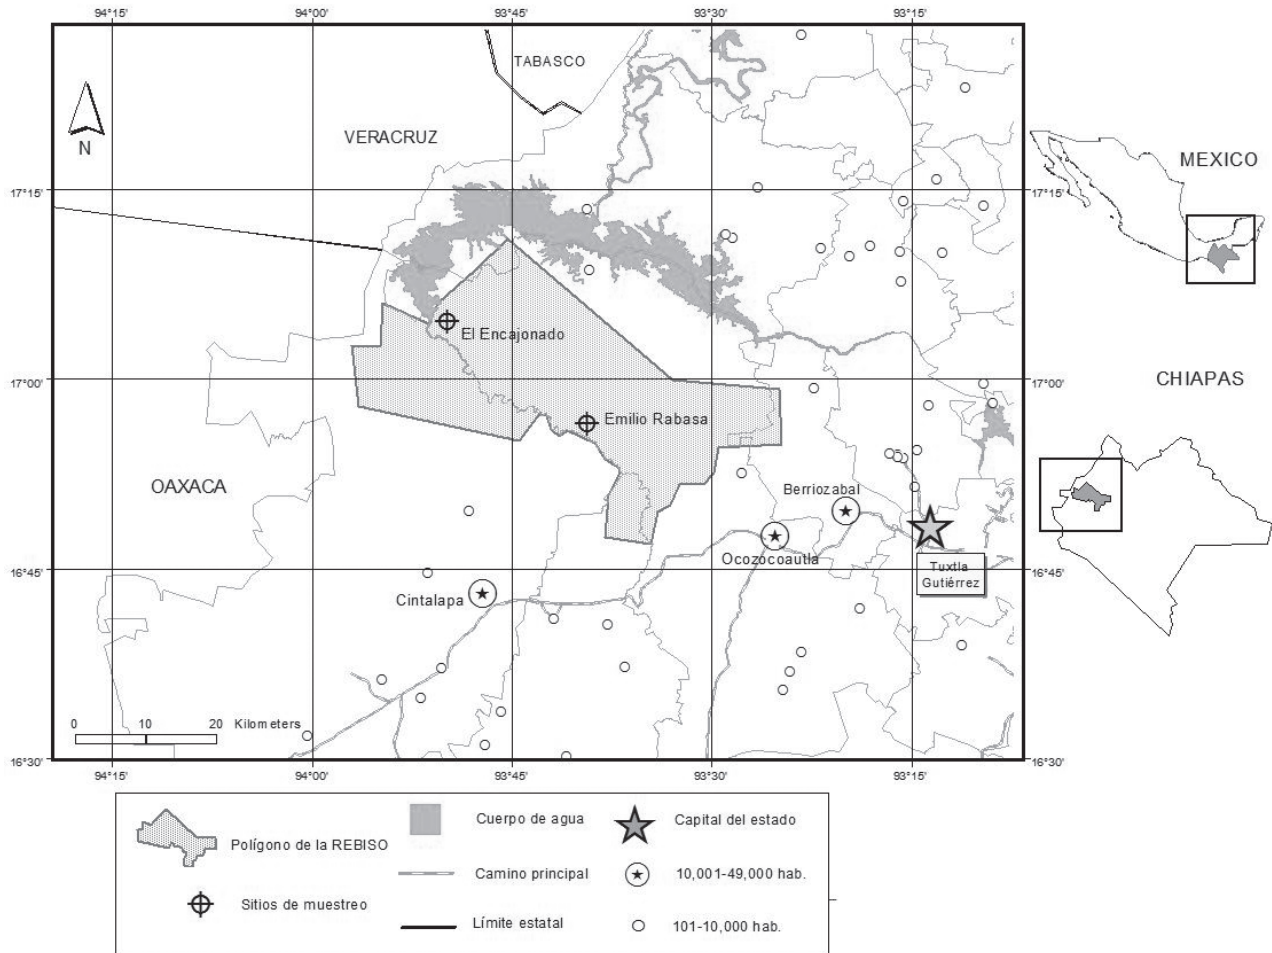 94°15'
94°00'
93°45'
93°30'
93°15'
TABASCO
VERACRUZ
N
17°15'
17°15'
MEXICO
El Encajonado
17°00'
17°00'
CHIAPAS
Emilio Rabasa
OAXACA
Berriozabal
Ocozocoautla
Tuxtla
Gutiérrez
16°45'
16°45'
Cintalapa
0 10 20 Kilometers
16°30'
16°30'
94°15'
94°00'
93°45'
93°30'
93°15'
Polígono de la REBISO
Cuerpo de agua
Capital del estado
Camino principal
10,001-49,000 hab.
Sitios de muestreo
Límite estatal
101-10,000 hab.